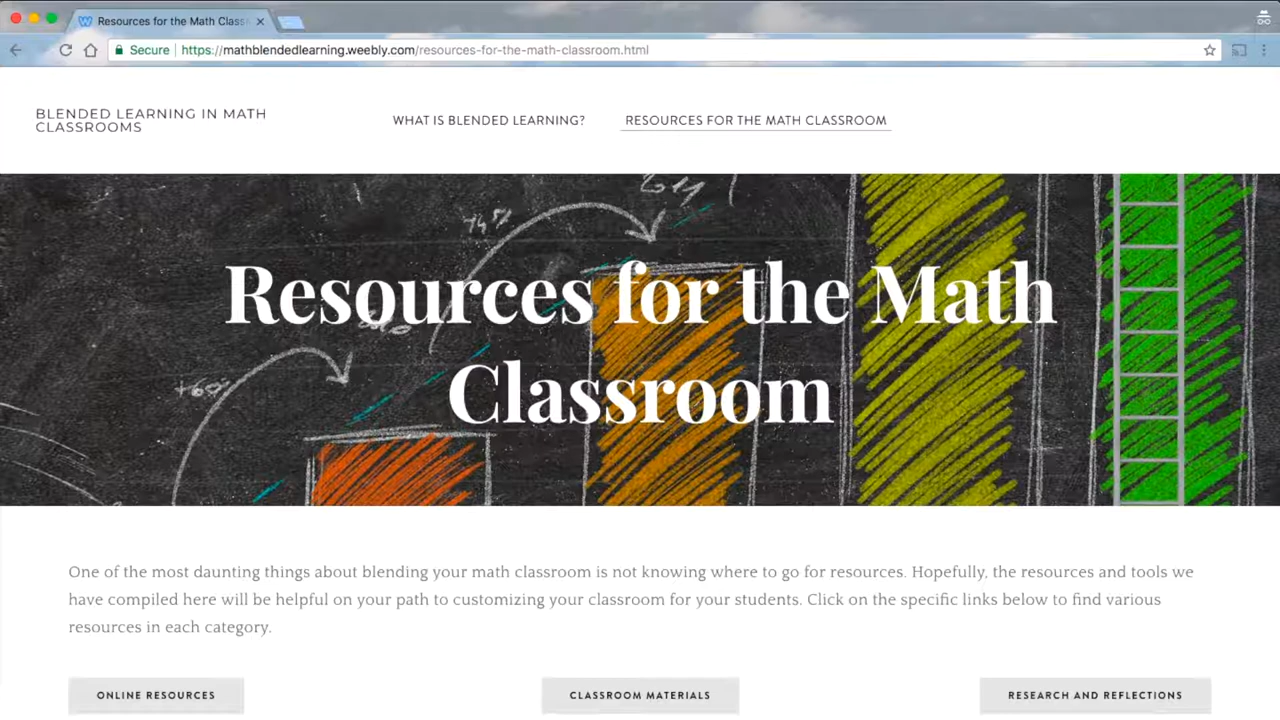 Resources for the Math Class
Secure
https://mathblendedlearning.weebly.com/resources-for-the-math-classroom.html
BLENDED LEARNING IN MATH
CLASSROOMS
WHAT IS BLENDED LEARNING?
RESOURCES FOR THE MATH CLASSROOM
Resources for the Math
Classroom
One of the most daunting things about blending your math classroom is not knowing where to go for resources. Hopefully, the resources and tools we
have compiled here will be helpful on your path to customizing your classroom for your students. Click on the specific links below to find various
resources in each category.
ONLINE RESOURCES
CLASSROOM MATERIALS
RESEARCH AND REFLECTIONS